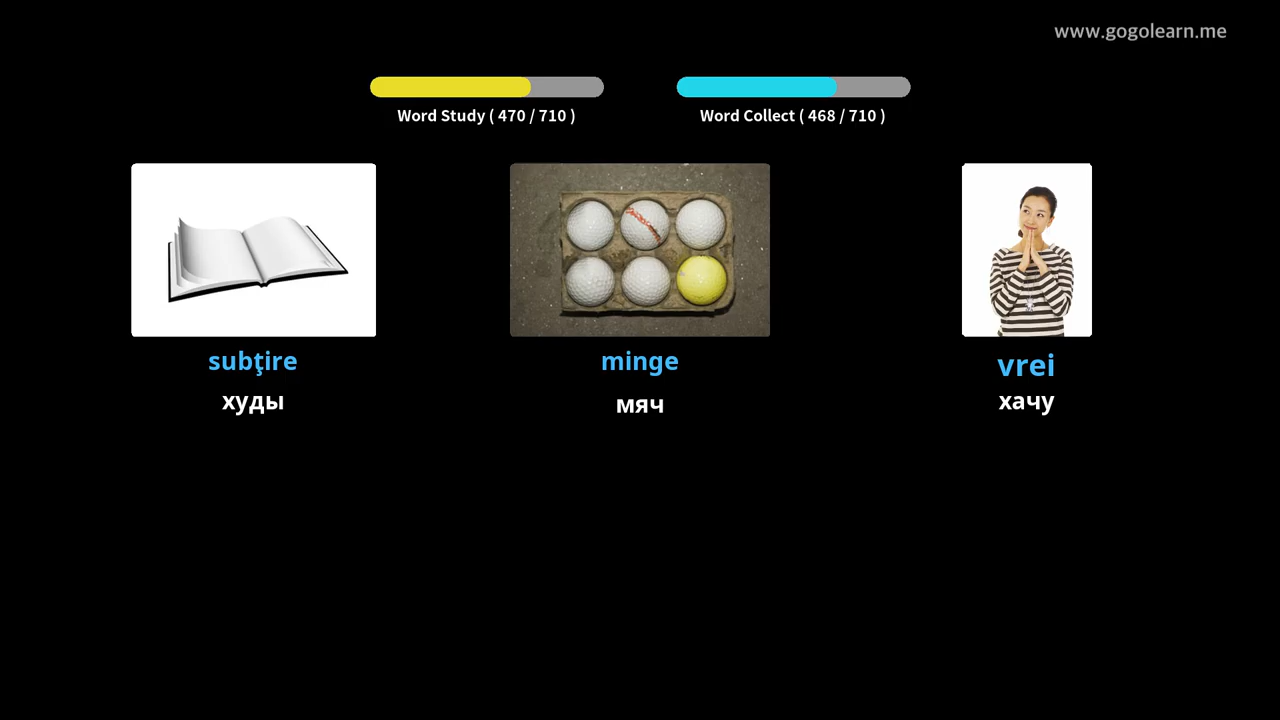 www.gogolearn.me
Word Study ( 470 / 710 )
Word Collect ( 468 / 710 )
subţire
minge
vrei
худы
мяч
хачу